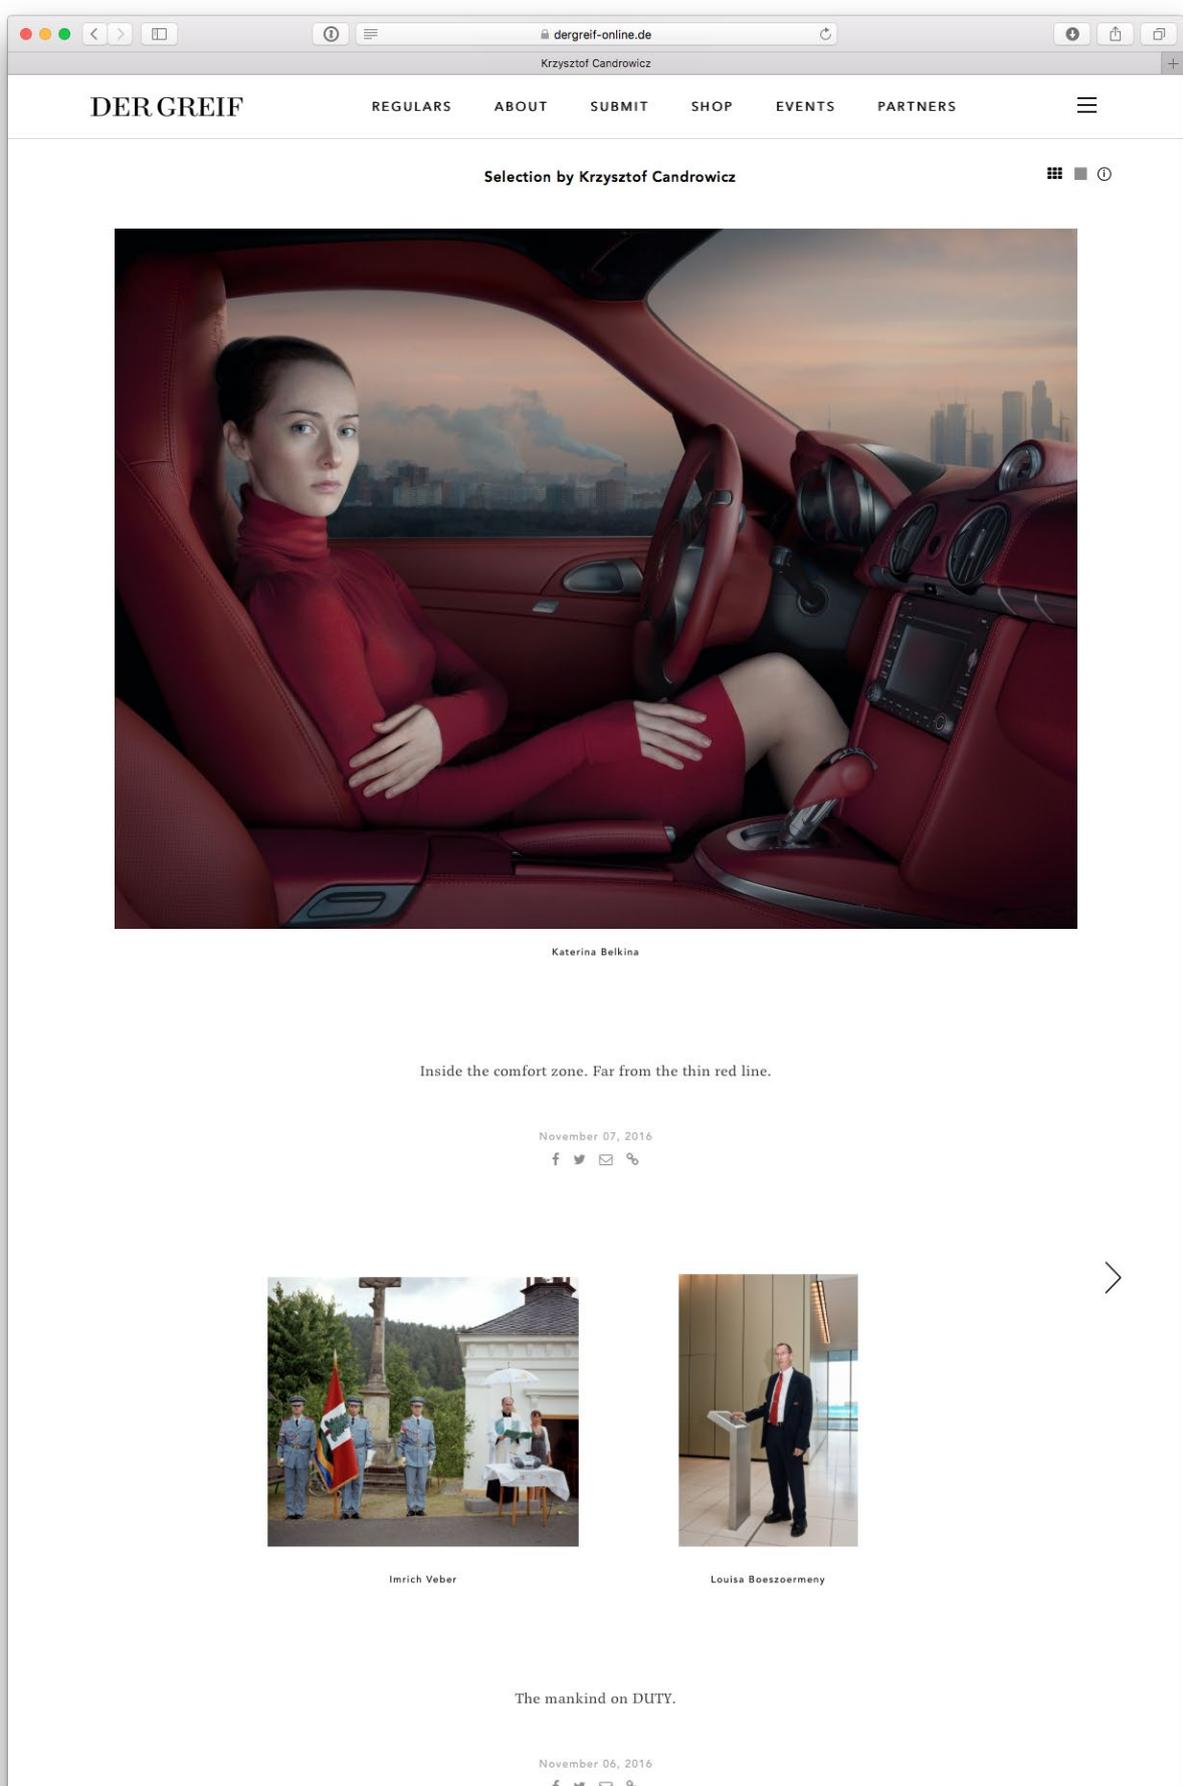 dergreif-online.de
Krzysztof Candrowicz
DER GREIF
REGULARS ABOUT SUBMIT SHOP EVENTS PARTNERS
Selection by Krzysztof Candrowicz
Katerina Belkina
Inside the comfort zone. Far from the thin red line.
November 07, 2016
Imrich Veber
Louisa Boeszoermeny
The mankind on DUTY.
November 06, 2016